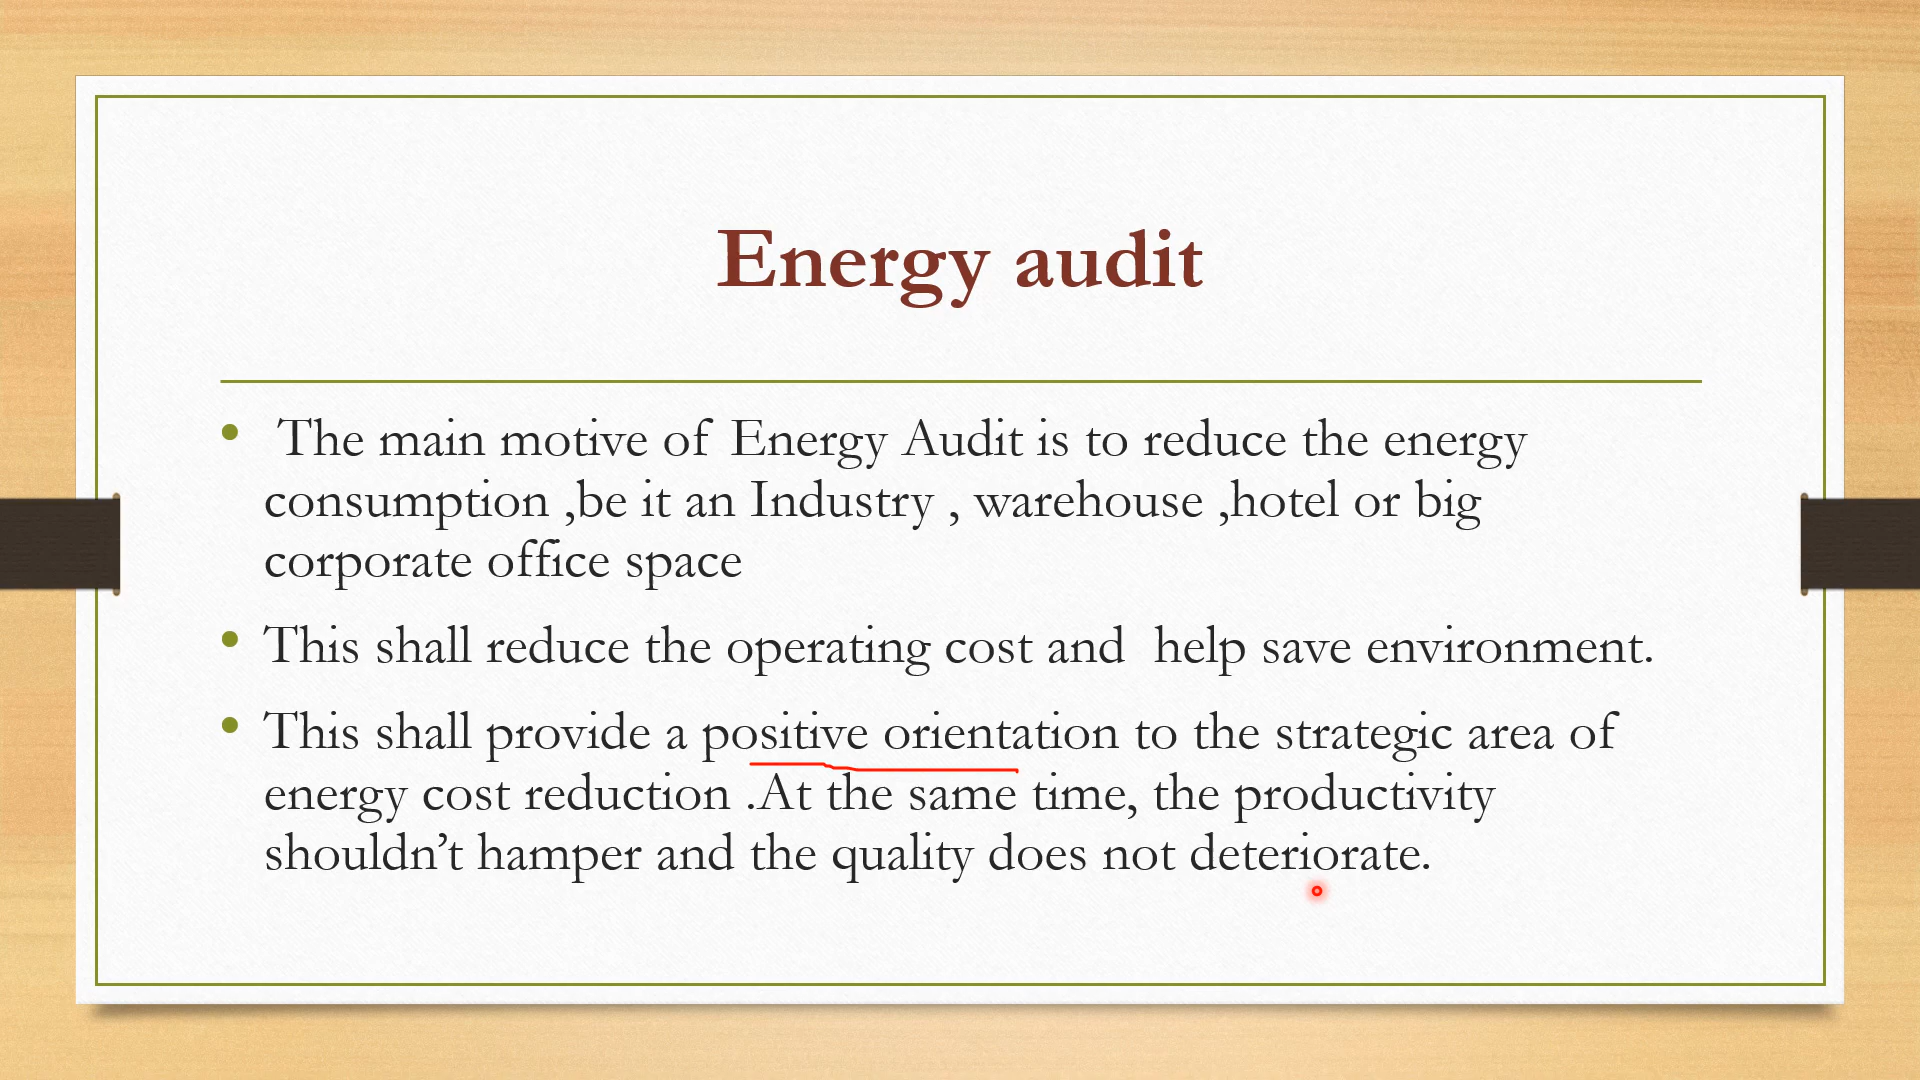 Energy audit
• The main motive of Energy Audit is to reduce the energy
consumption ,be it an Industry , warehouse ,hotel or big
corporate office space
• This shall reduce the operating cost and  help save environment.
• This shall provide a positive orientation to the strategic area of
energy cost reduction .At the same time, the productivity
shouldn’t hamper and the quality does not deteriorate.